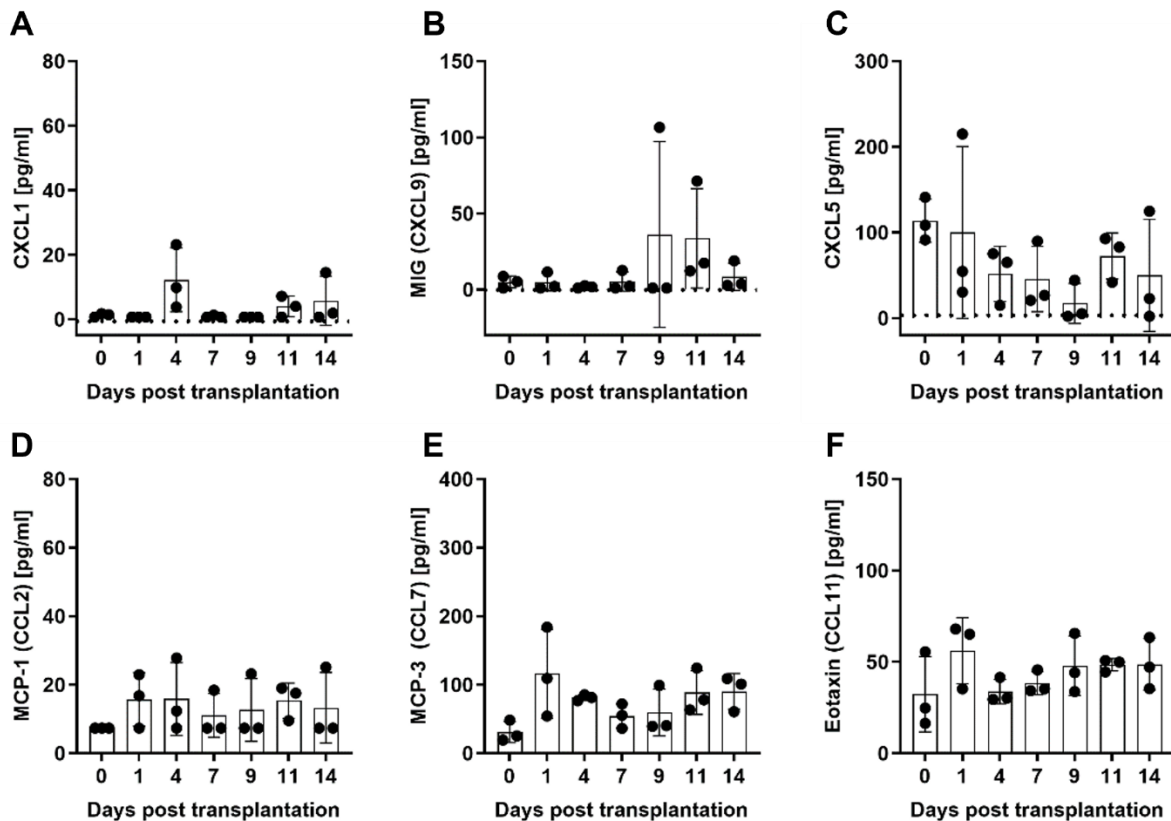 A
B
C
CXCL1 [pg/ml]
80
60
40
20
0
0 1 4 7 9 11 14
Days post transplantation
MIG (CXCL9) [pg/ml]
150
100
50
0
0 1 4 7 9 11 14
Days post transplantation
CXCL5 [pg/ml]
300
200
100
0
0 1 4 7 9 11 14
Days post transplantation
D
E
F
MCP-1 (CCL2) [pg/ml]
80
60
40
20
0
0 1 4 7 9 11 14
Days post transplantation
MCP-3 (CCL7) [pg/ml]
400
300
200
100
0
0 1 4 7 9 11 14
Days post transplantation
Eotaxin (CCL11) [pg/ml]
150
100
50
0
0 1 4 7 9 11 14
Days post transplantation